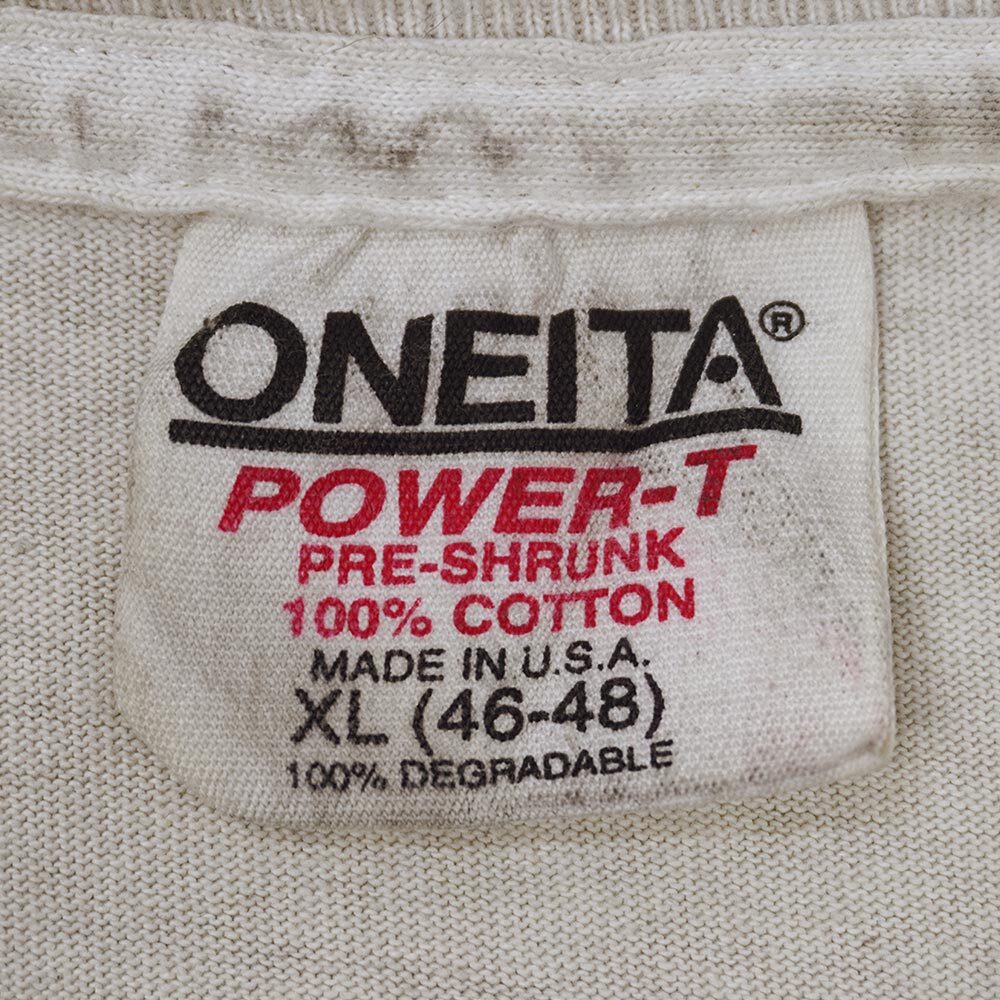 ONEITA®
POWER-T
PRE-SHRUNK
100% COTTON
MADE IN U.S.A.
XL (46-48)
100% DEGRADABLE